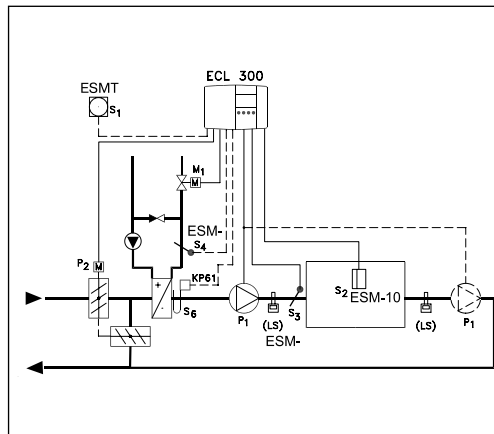 ECL 300
ESMT
S1
M1
M
ESM-
S4
P2
M
KP61
+
-
S6
P1
(LS)
S3
ESM-
S2
ESM-10
(LS)
P1